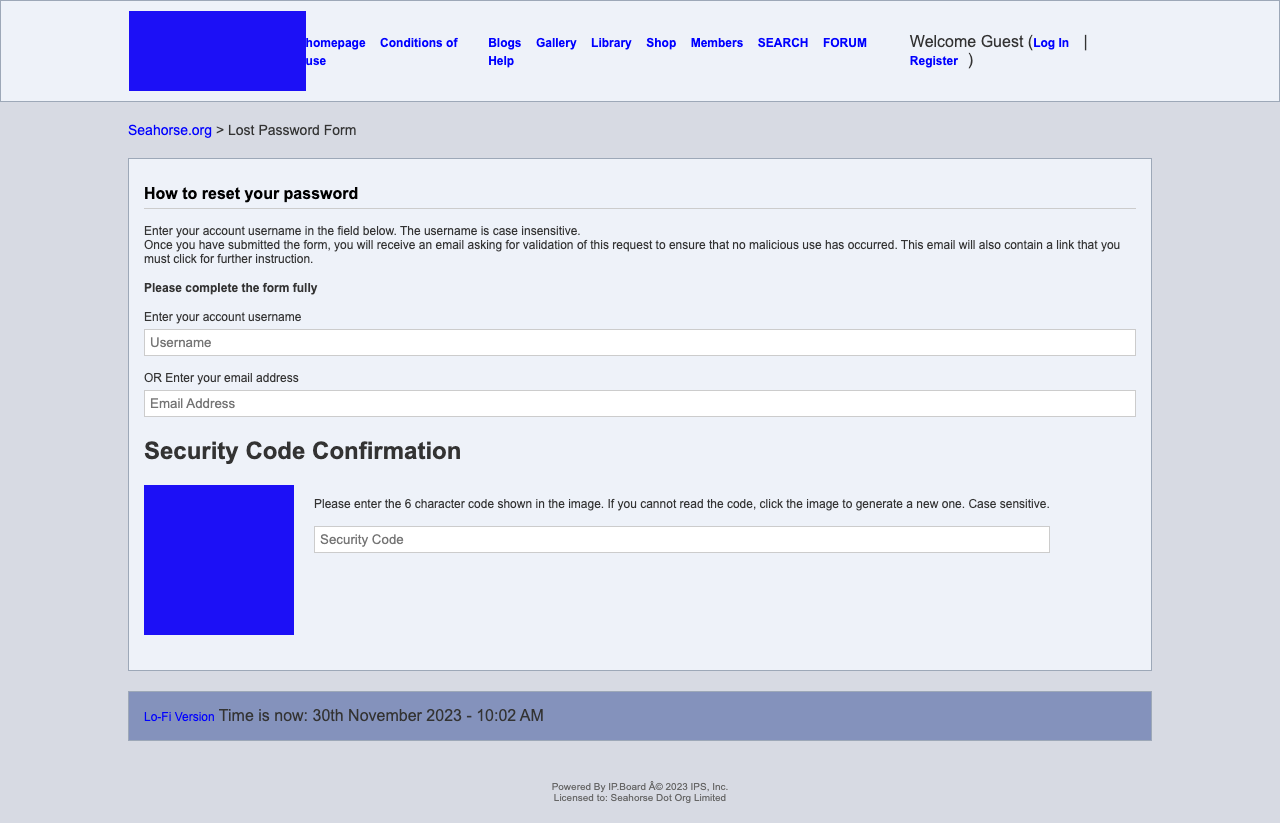 homepage Conditions of use
Blogs Gallery Library Shop Members SEARCH FORUM
Help
Welcome Guest (Log In |
Register )
Seahorse.org > Lost Password Form
How to reset your password
Enter your account username in the field below. The username is case insensitive.
Once you have submitted the form, you will receive an email asking for validation of this request to ensure that no malicious use has occurred. This email will also contain a link that you
must click for further instruction.
Please complete the form fully
Enter your account username
Username
OR Enter your email address
Email Address
Security Code Confirmation
Please enter the 6 character code shown in the image. If you cannot read the code, click the image to generate a new one. Case sensitive.
Security Code
Lo-Fi Version Time is now: 30th November 2023 - 10:02 AM
Powered By IP.Board Â© 2023 IPS, Inc.
Licensed to: Seahorse Dot Org Limited